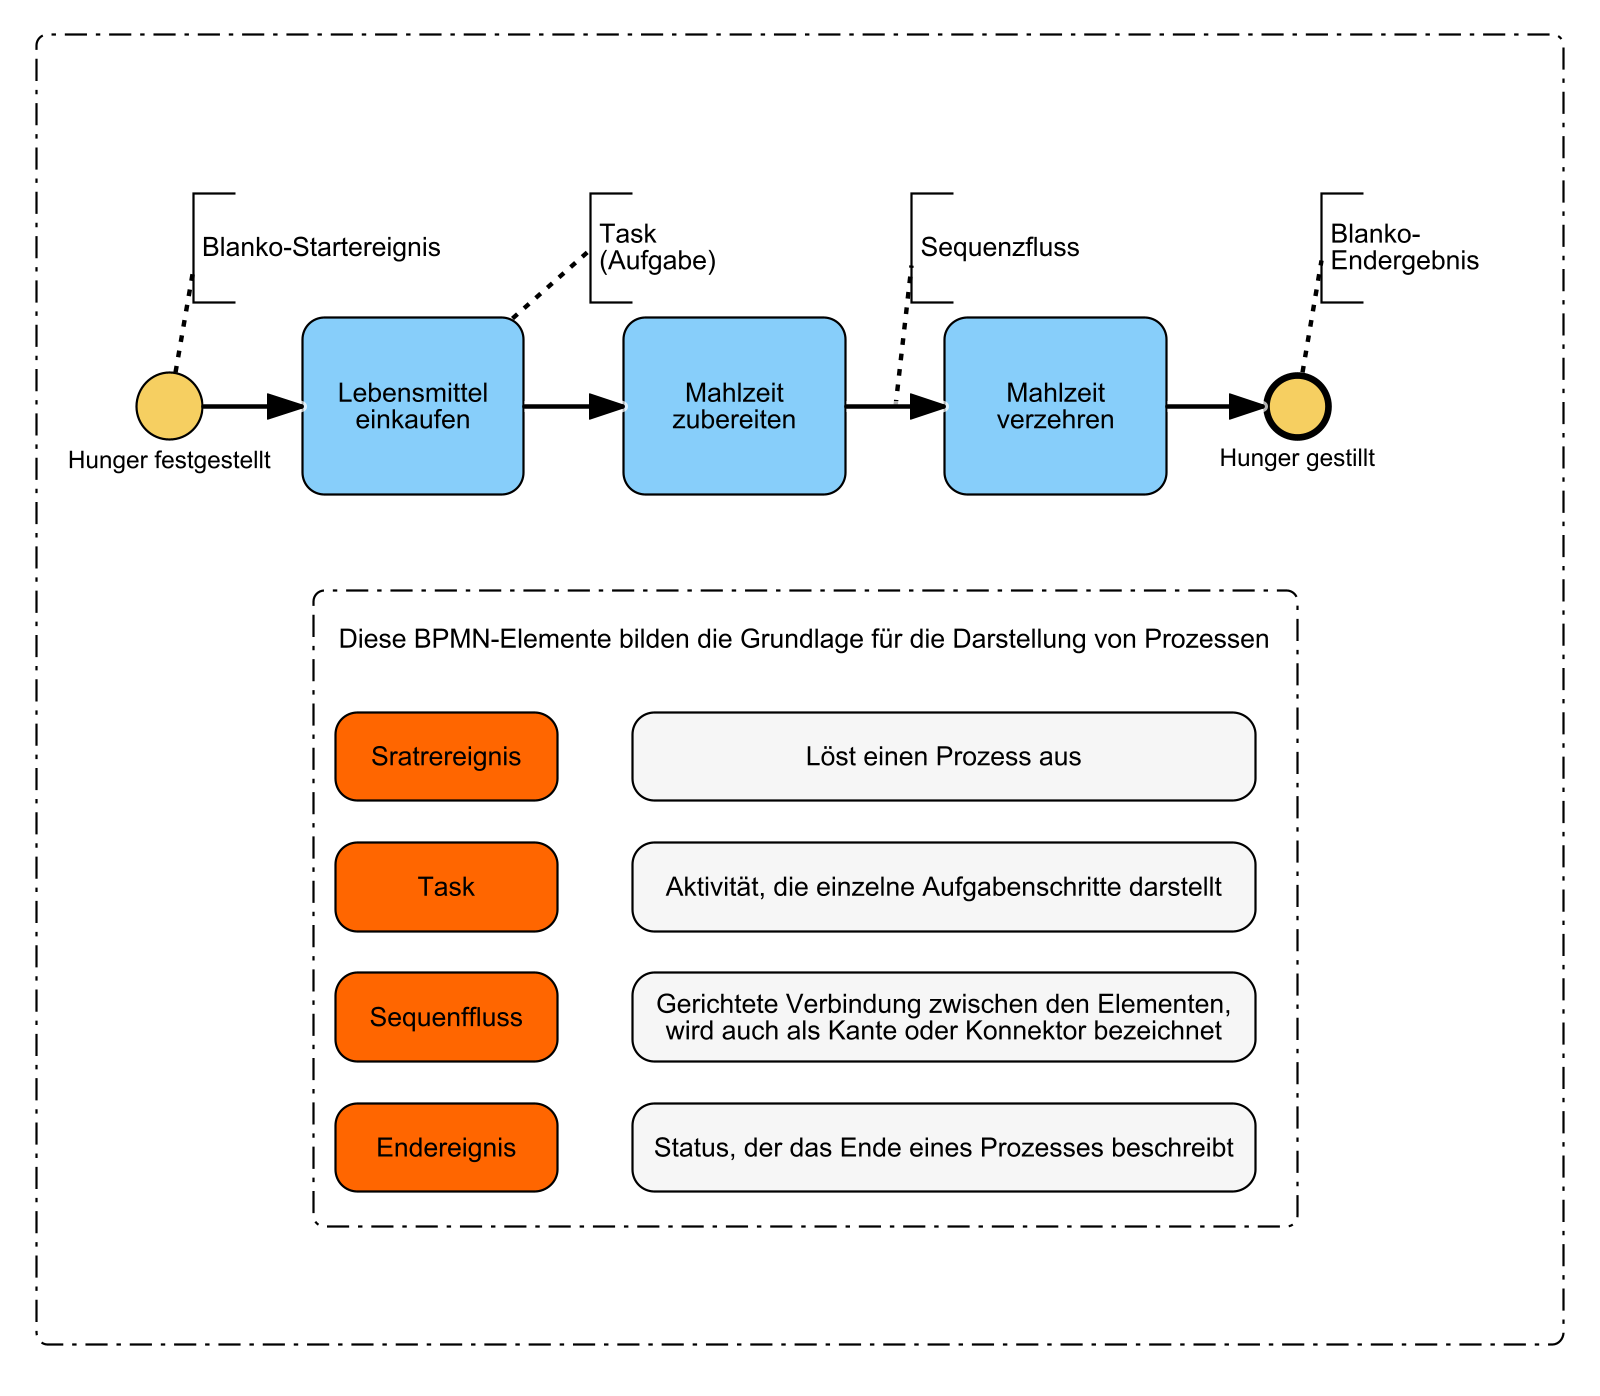 Blanko-Startereignis
Task
(Aufgabe)
Sequenzfluss
Blanko-
Endergebnis
Lebensmittel
einkaufen
Mahlzeit
zubereiten
Mahlzeit
verzehren
Hunger festgestellt
Hunger gestillt
Diese BPMN-Elemente bilden die Grundlage für die Darstellung von Prozessen
Sratrereignis
Löst einen Prozess aus
Task
Aktivität, die einzelne Aufgabenschritte darstellt
Sequenffluss
Gerichtete Verbindung zwischen den Elementen,
wird auch als Kante oder Konnektor bezeichnet
Endereignis
Status, der das Ende eines Prozesses beschreibt